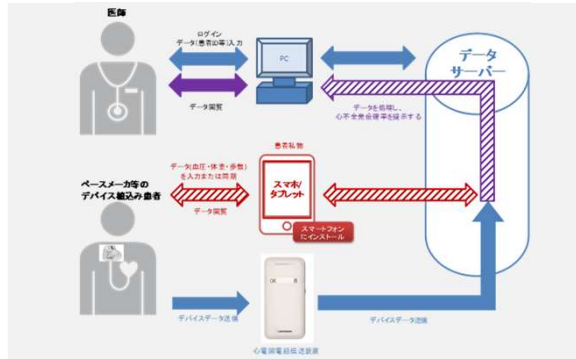 医師
ログイン
データ(患者ID等)入力
データ閲覧
PC
データ
サーバー
データを処理し、
心不全発症確率を提示する
患者私物
データ(血圧・体重・歩数)
を入力または同期
データ閲覧
スマホ/
タブレット
スマートフォン
にインストール
ペースメーカ等の
デバイス植込み患者
デバイスデータ送信
デバイスデータ送信
心電図電話伝送装置